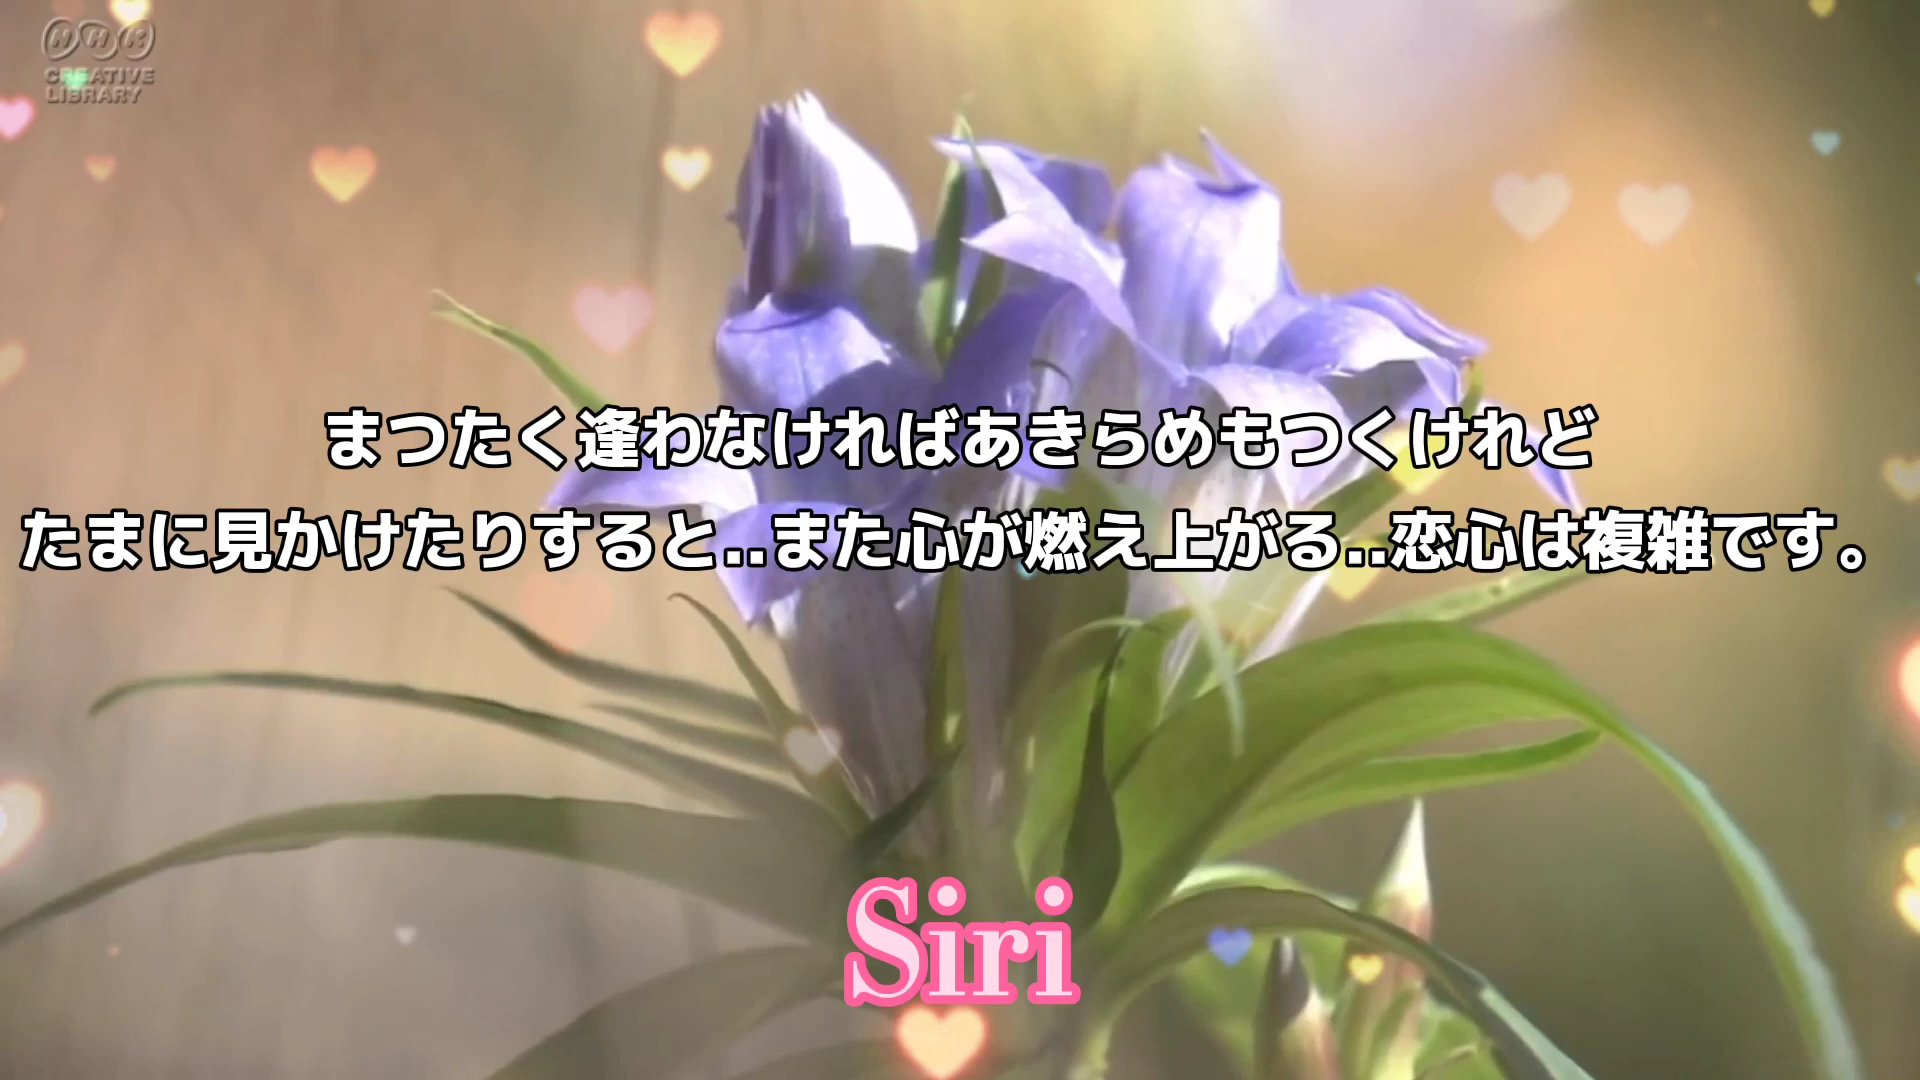 NHK
CREATIVE
LIBRARY
まつたく逢わなければあきらめもつくけれど
たまに見かけたりすると..また心が燃え上がる..恋心は複雑です。
Siri